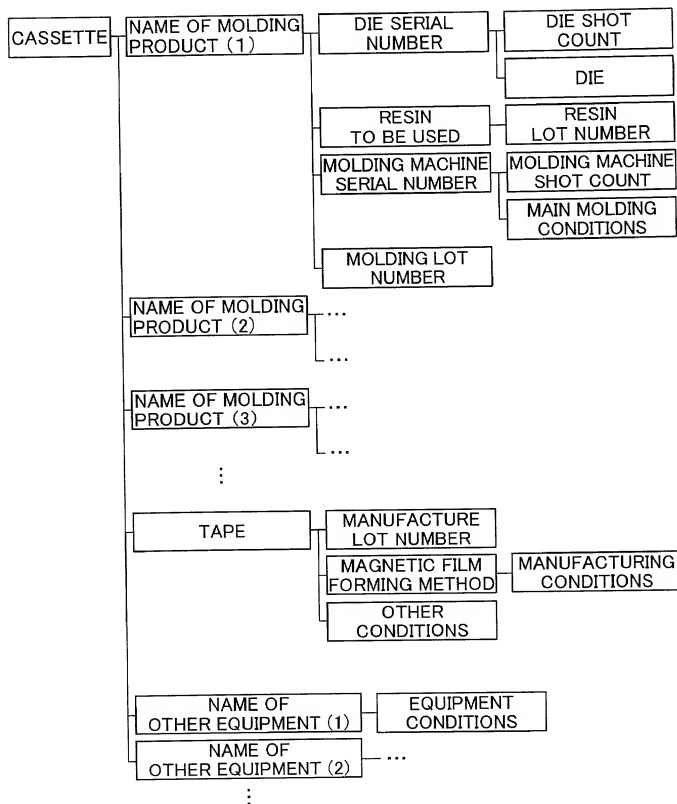 CASSETTE
NAME OF MOLDING
PRODUCT (1)
DIE SERIAL
NUMBER
DIE SHOT
COUNT
DIE
RESIN
TO BE USED
RESIN
LOT NUMBER
MOLDING MACHINE
SERIAL NUMBER
MOLDING MACHINE
SHOT COUNT
MAIN MOLDING
CONDITIONS
MOLDING LOT
NUMBER
NAME OF MOLDING
PRODUCT (2)
...
...
NAME OF MOLDING
PRODUCT (3)
...
...
⋮
TAPE
MANUFACTURE
LOT NUMBER
MAGNETIC FILM
FORMING METHOD
MANUFACTURING
CONDITIONS
OTHER
CONDITIONS
NAME OF
OTHER EQUIPMENT (1)
EQUIPMENT
CONDITIONS
NAME OF
OTHER EQUIPMENT (2)
...
⋮